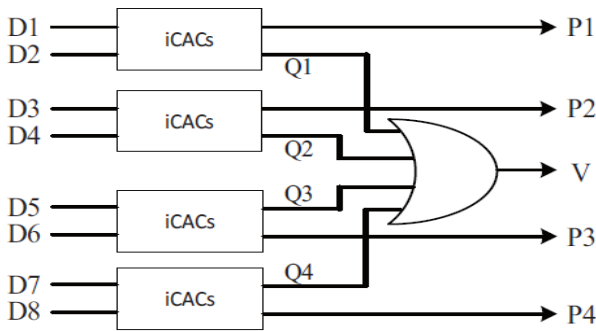 D1 iCACs P1
D2 Q1
D3 iCACs P2
D4 Q2
V
D5 Q3
D6 iCACs P3
D7 Q4
D8 iCACs P4